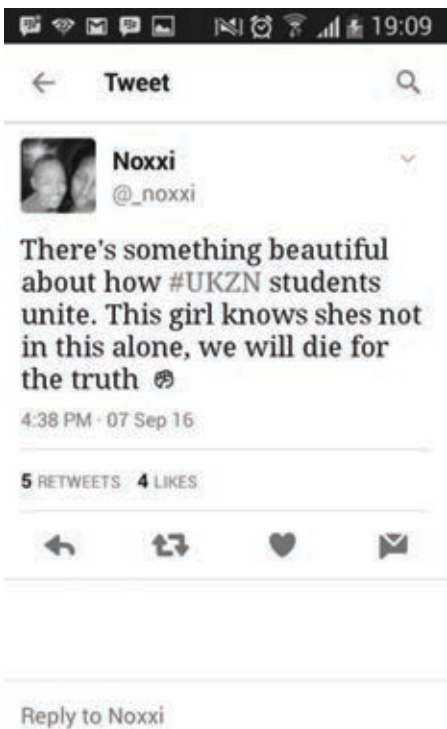 19:09
Tweet
Noxxi
@_noxxi
There's something beautiful
about how #UKZN students
unite. This girl knows shes not
in this alone, we will die for
the truth ✊
4:38 PM · 07 Sep 16
5 RETWEETS 4 LIKES
Reply to Noxxi